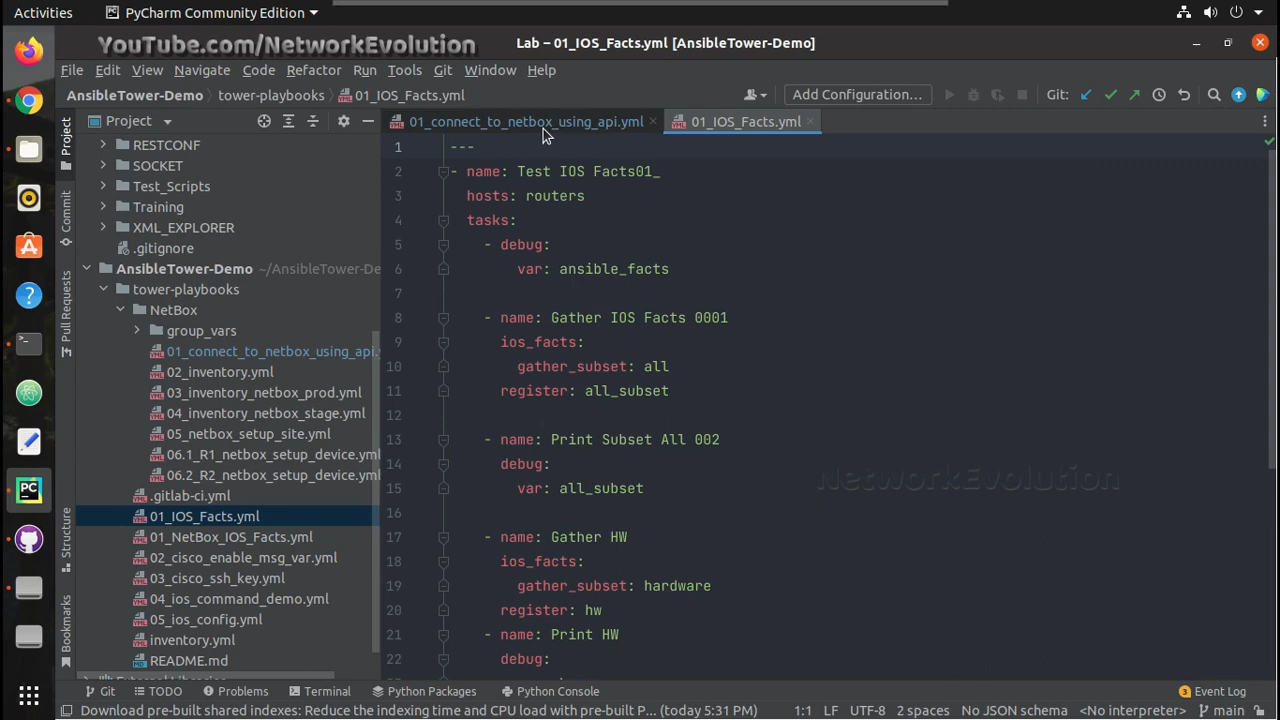 Activities
PyCharm Community Edition
YouTube.com/NetworkEvolution
Lab – 01_IOS_Facts.yml [AnsibleTower-Demo]
File Edit View Navigate Code Refactor Run Tools Git Window Help
AnsibleTower-Demo tower-playbooks 01_IOS_Facts.yml
Add Configuration...
Git:
Project
01_connect_to_netbox_using_api.yml
01_IOS_Facts.yml
Project
Commit
Pull Requests
Structure
Bookmarks
RESTCONF
SOCKET
Test_Scripts
Training
XML_EXPLORER
.gitignore
AnsibleTower-Demo ~/AnsibleTower-De
tower-playbooks
NetBox
group_vars
01_connect_to_netbox_using_api.
02_inventory.yml
03_inventory_netbox_prod.yml
04_inventory_netbox_stage.yml
05_netbox_setup_site.yml
06.1_R1_netbox_setup_device.yml
06.2_R2_netbox_setup_device.yml
.gitlab-ci.yml
01_IOS_Facts.yml
01_NetBox_IOS_Facts.yml
02_cisco_enable_msg_var.yml
03_cisco_ssh_key.yml
04_ios_command_demo.yml
05_ios_config.yml
inventory.yml
README.md
1 ---
2 - name: Test IOS Facts01_
3 hosts: routers
4 tasks:
5 - debug:
6 var: ansible_facts
7
8 - name: Gather IOS Facts 0001
9 ios_facts:
10 gather_subset: all
11 register: all_subset
12
13 - name: Print Subset All 002
14 debug:
15 var: all_subset
16
17 - name: Gather HW
18 ios_facts:
19 gather_subset: hardware
20 register: hw
21 - name: Print HW
22 debug:
NetworkEvolution
Git TODO Problems Terminal Python Packages Python Console 3 Event Log
Download pre-built shared indexes: Reduce the indexing time and CPU load with pre-built P... (today 5:31 PM) 1:1 LF UTF-8 2 spaces No JSON schema <No interpreter> main